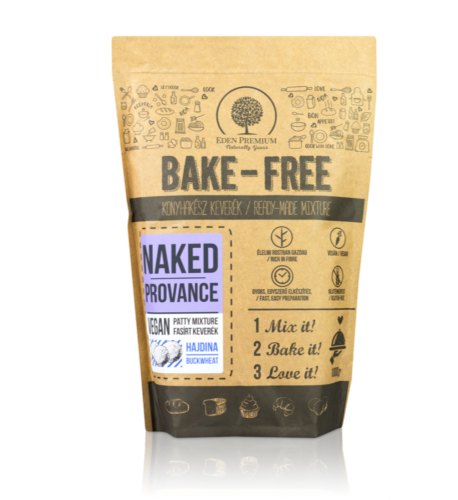 EDEN PREMIUM
Naturally Yours
BAKE-FREE
KONYHAKÉSZ KEVERÉK / READY-MADE MIXTURE
NAKED
PROVANCE
VEGAN PATTY MIXTURE
FASÍRT KEVERÉK
HAJDINA
BUCKWHEAT
ÉLELMI ROSTBAN GAZDAG
/ RICH IN FIBRE
VEGÁN / VEGAN
GYORS, EGYSZERŰ ELKÉSZÍTÉS,
/ FAST, EASY PREPARATION
GLUTÉNMENTES
/ GLUTEN-FREE
1 Mix it!
2 Bake it!
3 Love it!